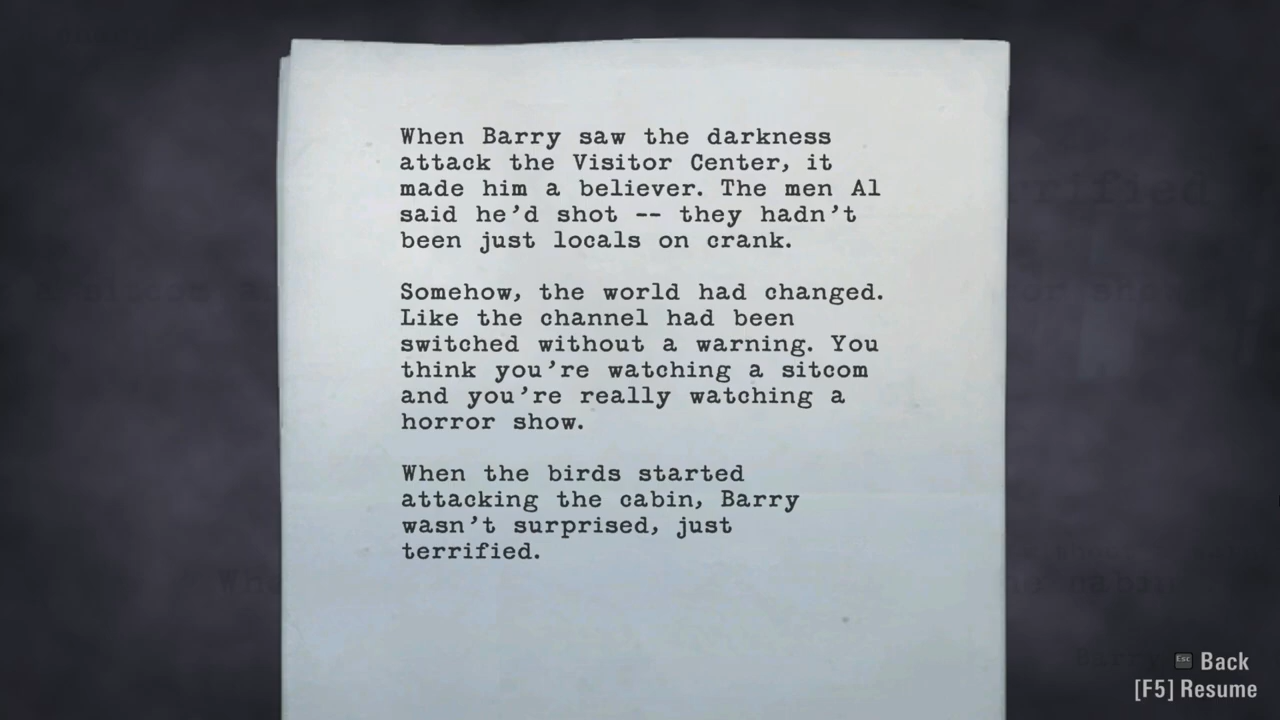 When Barry saw the darkness
attack the Visitor Center, it
made him a believer. The men Al
said he’d shot -- they hadn’t
been just locals on crank.
Somehow, the world had changed.
Like the channel had been
switched without a warning. You
think you’re watching a sitcom
and you’re really watching a
horror show.
When the birds started
attacking the cabin, Barry
wasn’t surprised, just
terrified.
Esc Back
[F5] Resume